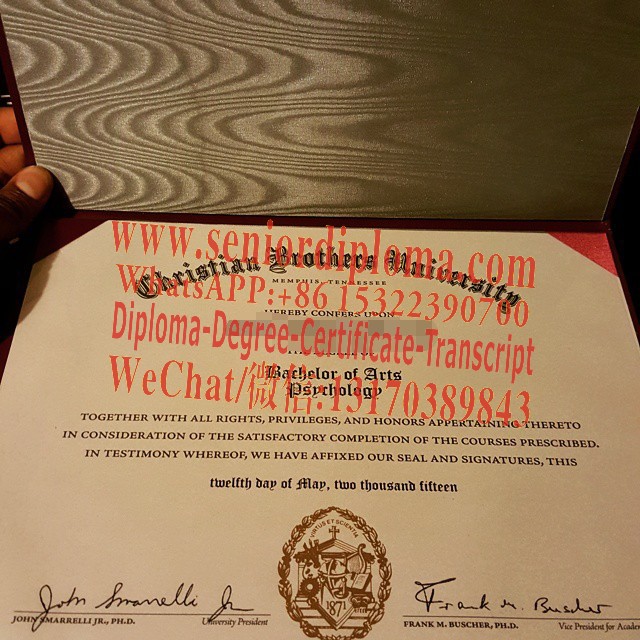 www.seniordiploma.com
Christian Brothers University
WhatsAPP:+86 15322390700
MEMPHIS, TENNESSEE
HEREBY CONFERS UPON
Diploma-Degree-Certificate-Transcript
Bachelor of Arts
WeChat/微信:13170389843
Psychology
TOGETHER WITH ALL RIGHTS, PRIVILEGES, AND HONORS APPERTAINING THERETO
IN CONSIDERATION OF THE SATISFACTORY COMPLETION OF THE COURSES PRESCRIBED.
IN TESTIMONY WHEREOF, WE HAVE AFFIXED OUR SEAL AND SIGNATURES, THIS
twelfth day of May, two thousand fifteen
VIRTUS ET SCIENTIA
1871
John Smarrelli Jr.
Frank M. Buscher
JOHN SMARRELLI JR., PH.D.
University President
FRANK M. BUSCHER, PH.D.
Vice President for Acade